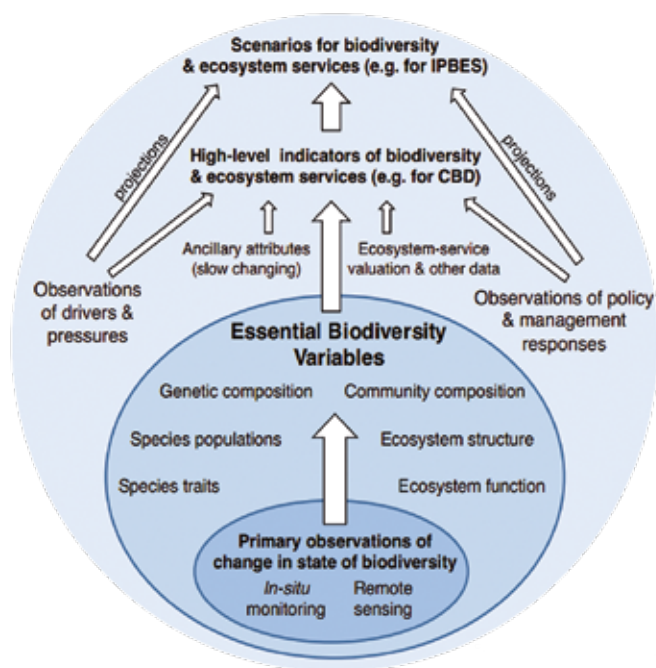 Scenarios for biodiversity
& ecosystem services (e.g. for IPBES)
projections
projections
High-level indicators of biodiversity
& ecosystem services (e.g. for CBD)
Ancillary attributes
(slow changing)
Ecosystem-service
valuation & other data
Observations
of drivers &
pressures
Observations of policy
& management
responses
Essential Biodiversity
Variables
Genetic composition
Community composition
Species populations
Ecosystem structure
Species traits
Ecosystem function
Primary observations of
change in state of biodiversity
In-situ
monitoring
Remote
sensing